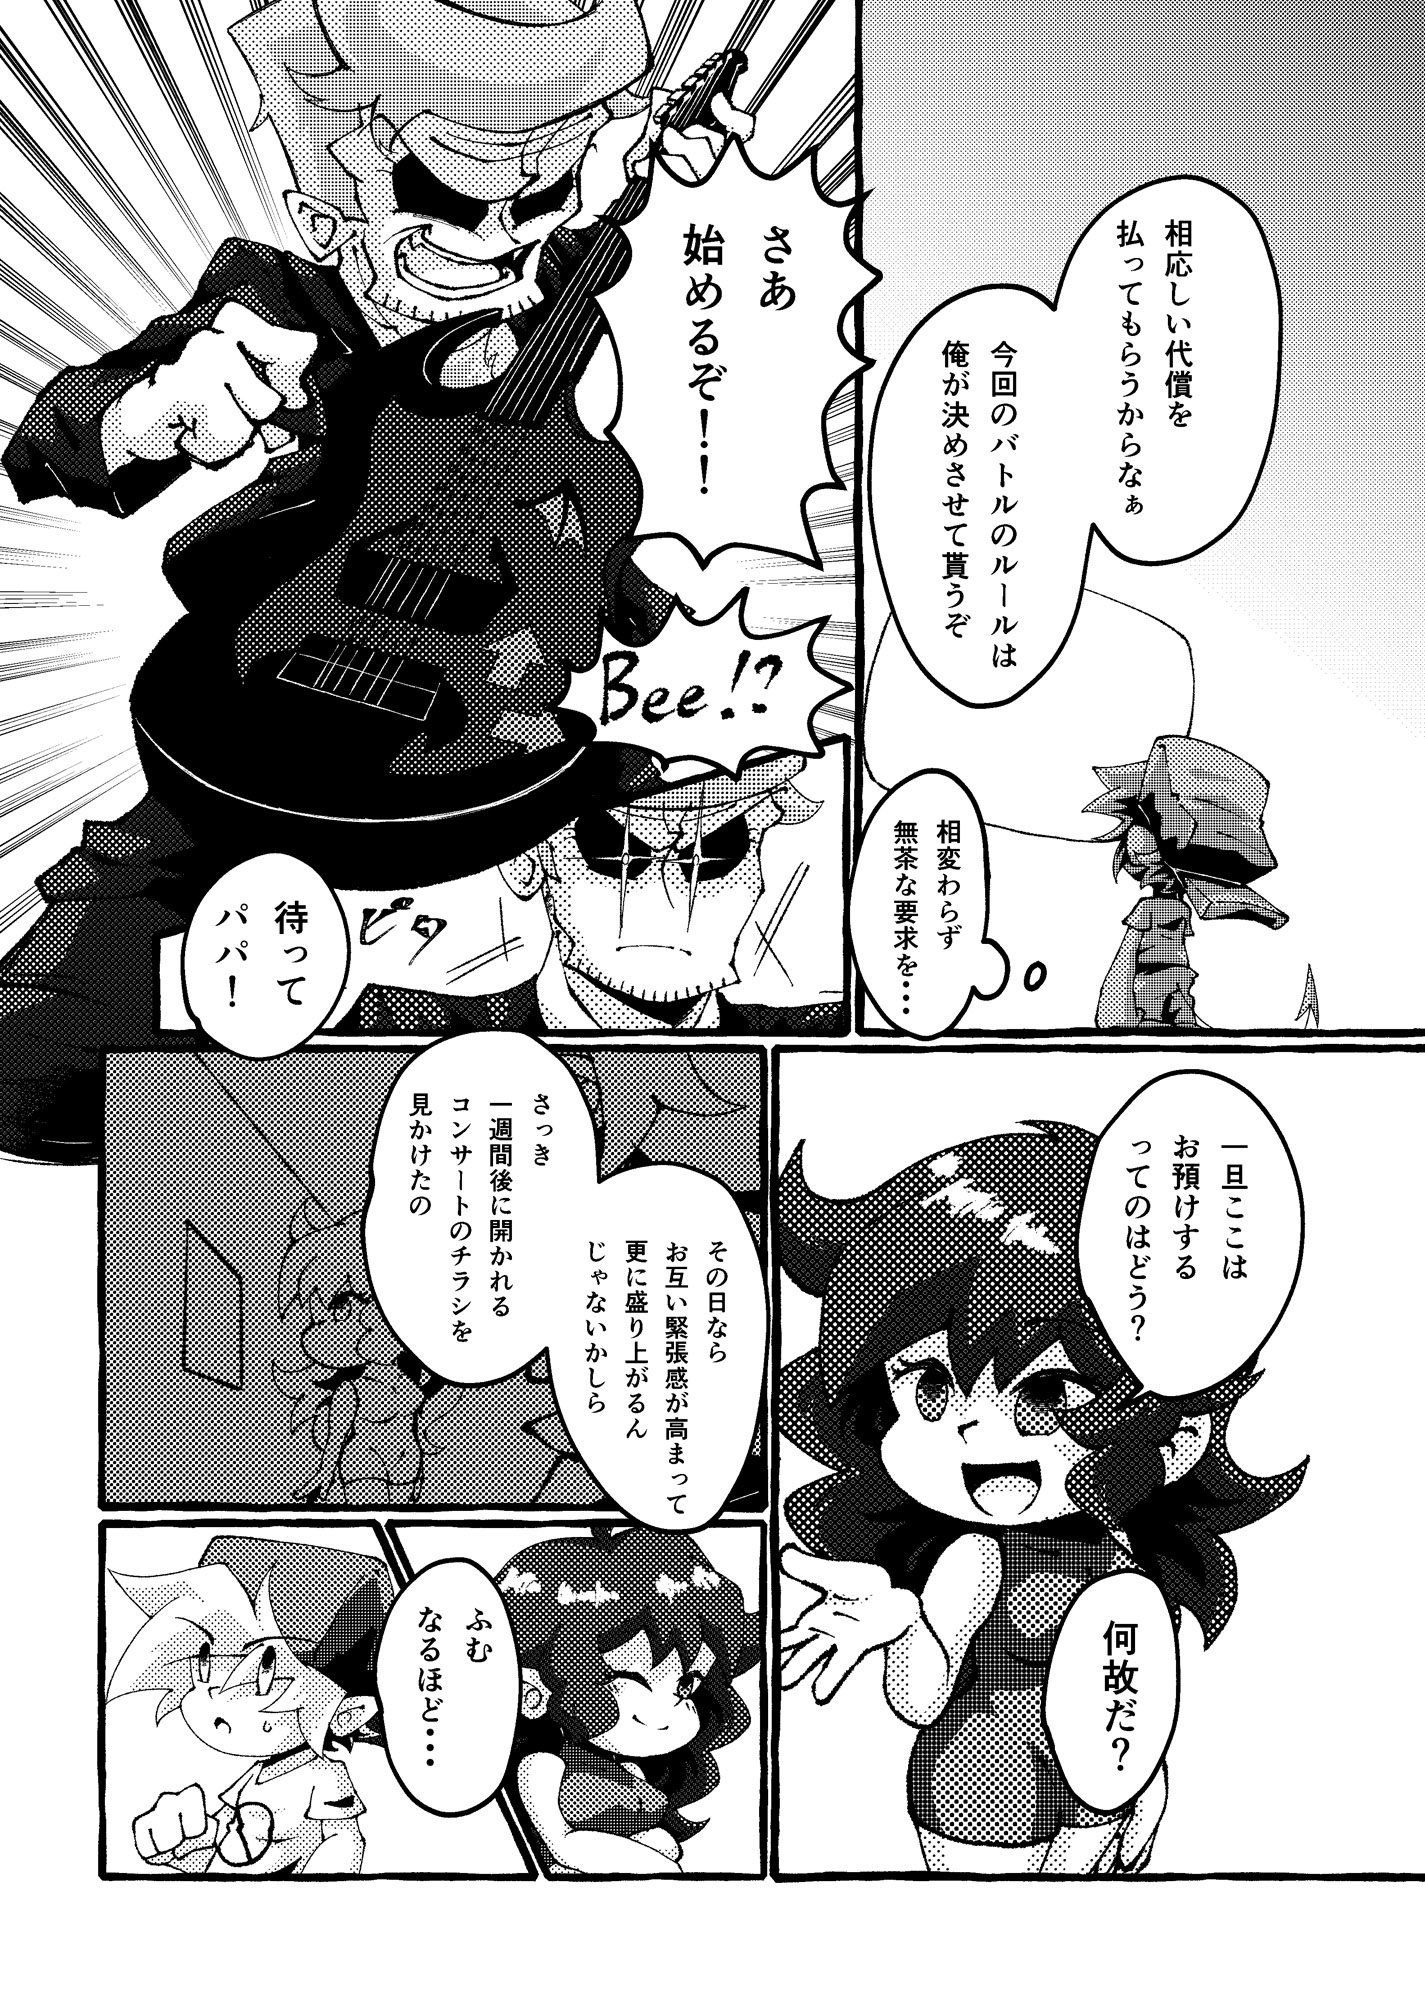 相応しい代償を
払ってもらうからなぁ
今回のバトルのルールは
俺が決めさせて貰うぞ
相変わらず
無茶な要求を・・・
さあ
始めるぞ！！
Bee!?
ピタ
待って
パパ！
一旦ここは
お預けする
ってのはどう？
何故だ？
さっき
一週間後に開かれる
コンサートのチラシを
見かけたの
その日なら
お互い緊張感が高まって
更に盛り上がるん
じゃないかしら
ふむ
なるほど・・・